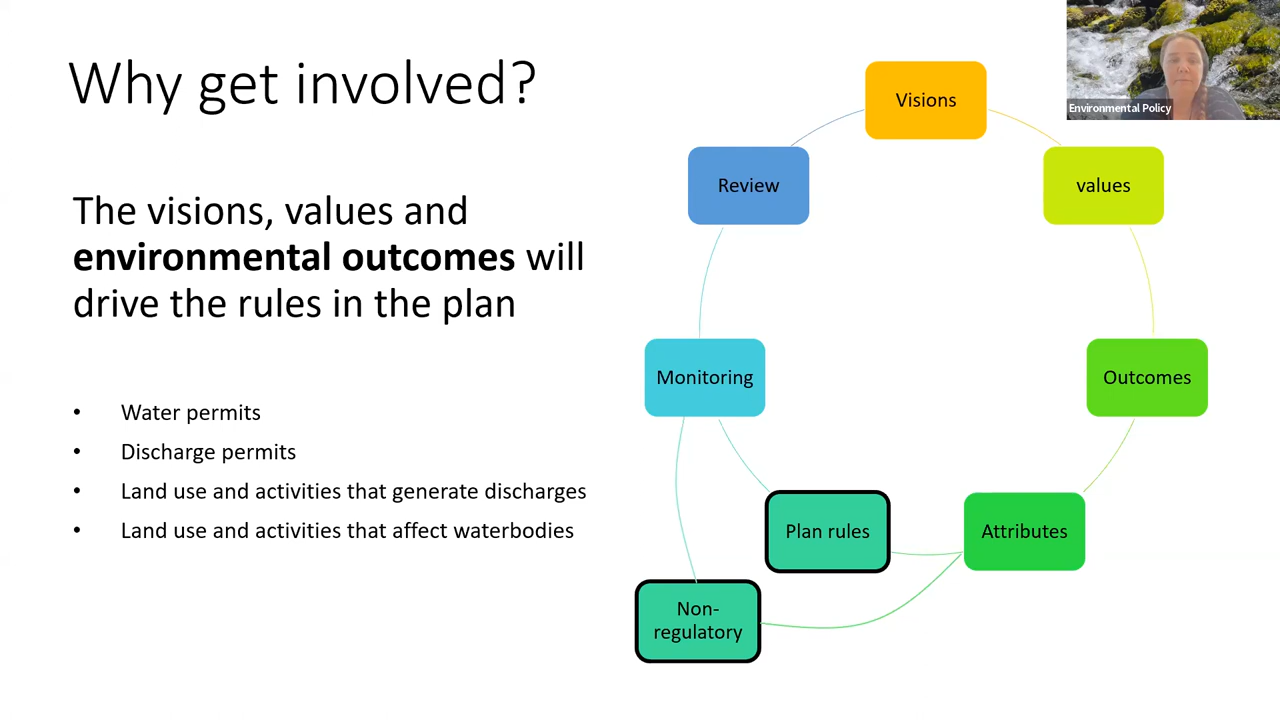 Why get involved?
The visions, values and
environmental outcomes will
drive the rules in the plan
• Water permits
• Discharge permits
• Land use and activities that generate discharges
• Land use and activities that affect waterbodies
Visions
values
Outcomes
Attributes
Plan rules
Non-
regulatory
Monitoring
Review
Environmental Policy